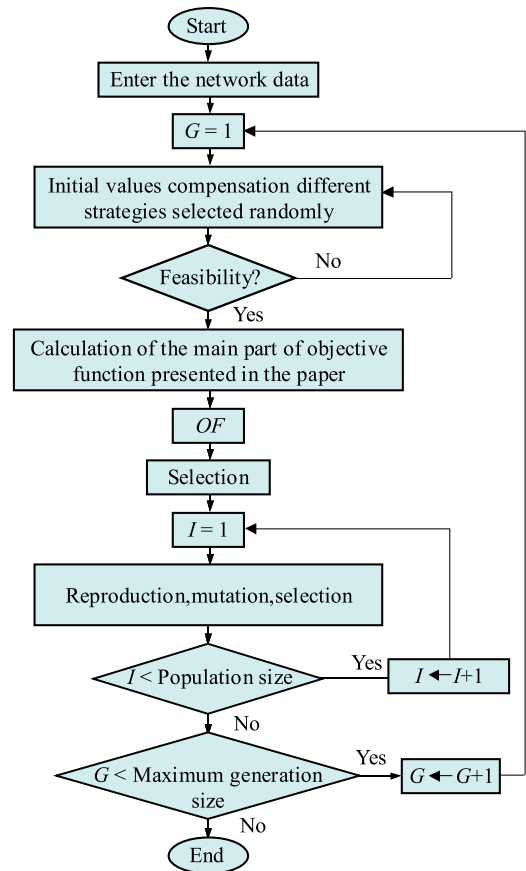 Start
Enter the network data
G = 1
Initial values compensation different
strategies selected randomly
Feasibility?
No
Yes
Calculation of the main part of objective
function presented in the paper
OF
Selection
I = 1
Reproduction,mutation,selection
I < Population size
Yes
I ← I+1
No
G < Maximum generation
size
Yes
G ← G+1
No
End